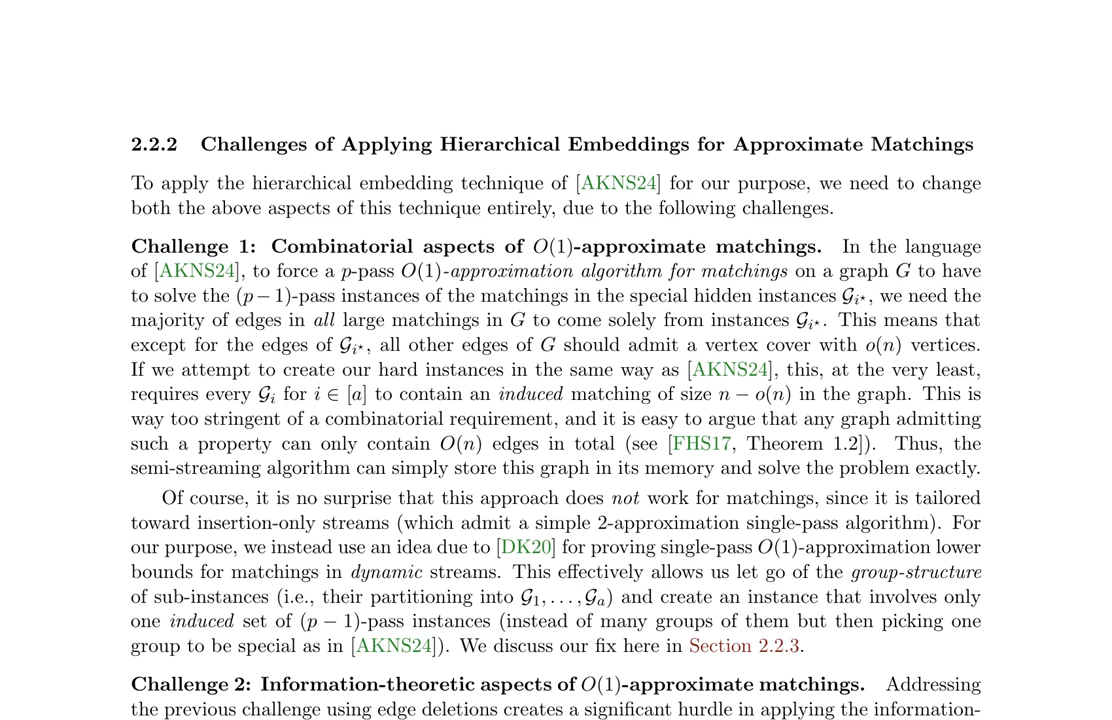 2.2.2 Challenges of Applying Hierarchical Embeddings for Approximate Matchings
To apply the hierarchical embedding technique of [AKNS24] for our purpose, we need to change
both the above aspects of this technique entirely, due to the following challenges.
Challenge 1: Combinatorial aspects of O(1)-approximate matchings. In the language
of [AKNS24], to force a p-pass O(1)-approximation algorithm for matchings on a graph G to have
to solve the (p − 1)-pass instances of the matchings in the special hidden instances 𝒢ᵢ⋆, we need the
majority of edges in all large matchings in G to come solely from instances 𝒢ᵢ⋆. This means that
except for the edges of 𝒢ᵢ⋆, all other edges of G should admit a vertex cover with o(n) vertices.
If we attempt to create our hard instances in the same way as [AKNS24], this, at the very least,
requires every 𝒢ᵢ for i ∈ [a] to contain an induced matching of size n − o(n) in the graph. This is
way too stringent of a combinatorial requirement, and it is easy to argue that any graph admitting
such a property can only contain O(n) edges in total (see [FHS17, Theorem 1.2]). Thus, the
semi-streaming algorithm can simply store this graph in its memory and solve the problem exactly.
Of course, it is no surprise that this approach does not work for matchings, since it is tailored
toward insertion-only streams (which admit a simple 2-approximation single-pass algorithm). For
our purpose, we instead use an idea due to [DK20] for proving single-pass O(1)-approximation lower
bounds for matchings in dynamic streams. This effectively allows us let go of the group-structure
of sub-instances (i.e., their partitioning into 𝒢₁, . . . , 𝒢ₐ) and create an instance that involves only
one induced set of (p − 1)-pass instances (instead of many groups of them but then picking one
group to be special as in [AKNS24]). We discuss our fix here in Section 2.2.3.
Challenge 2: Information-theoretic aspects of O(1)-approximate matchings. Addressing
the previous challenge using edge deletions creates a significant hurdle in applying the information-